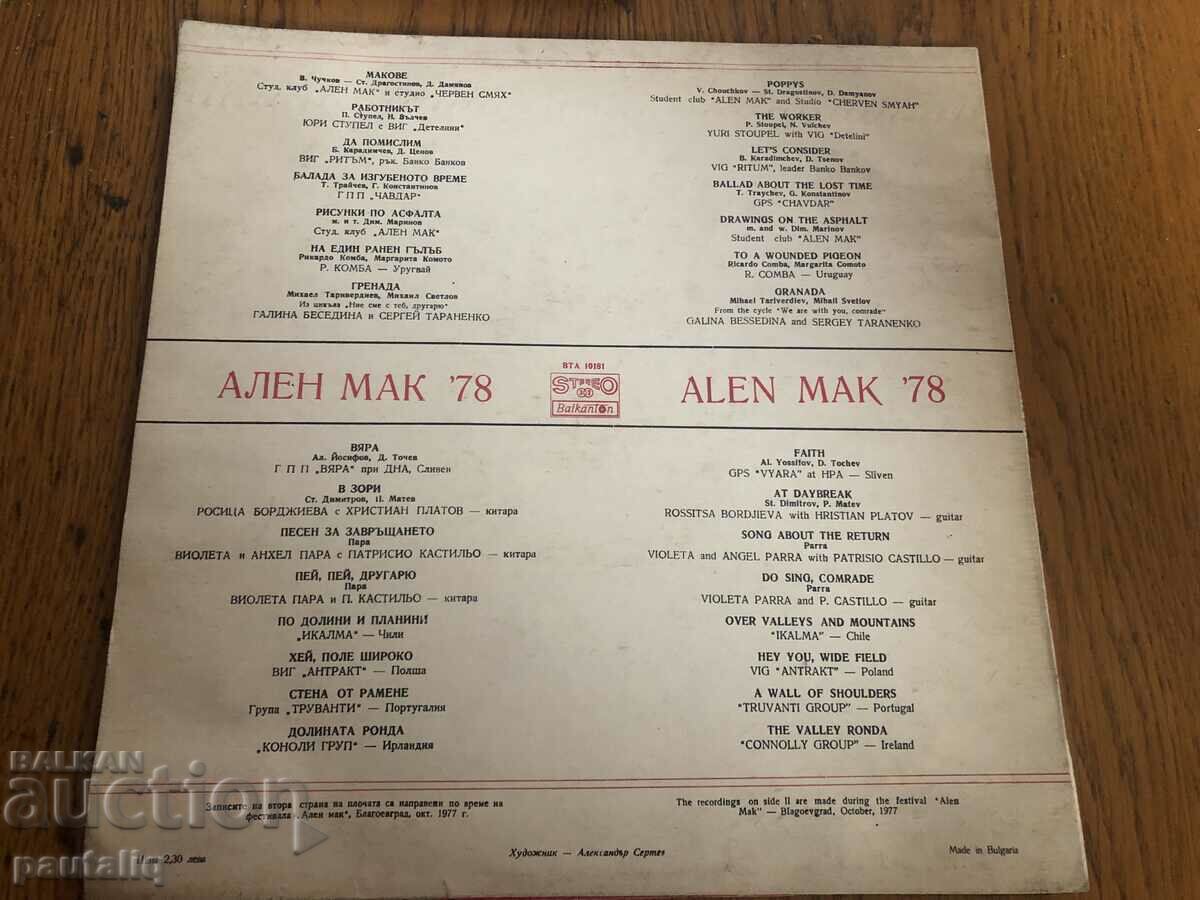 МАКОВЕ
В. Чучков — Ст. Драгостинов, Д. Дамянов
Студ. клуб „АЛЕН МАК“ и студио „ЧЕРВЕН СМЯХ“
РАБОТНИКЪТ
П. Ступел, Н. Вълчев
ЮРИ СТУПЕЛ с ВИГ „Детелини“
ДА ПОМИСЛИМ
Б. Карадимчев, Д. Ценов
ВИГ „РИТЪМ“, рък. Банко Банков
БАЛАДА ЗА ИЗГУБЕНОТО ВРЕМЕ
Т. Трайчев, Г. Константинов
ГПП „ЧАВДАР“
РИСУНКИ ПО АСФАЛТА
м. и т. Дим. Маринов
Студ. клуб „АЛЕН МАК“
НА ЕДИН РАНЕН ГЪЛЪБ
Рикардо Комба, Маргарита Комото
Р. КОМБА — Уругвай
ГРЕНАДА
Михаел Таривердиев, Михаил Светлов
Из цикъла „Ние сме с теб, другарю“
ГАЛИНА БЕСЕДИНА и СЕРГЕЙ ТАРАНЕНКО
POPPYS
V. Chouchkov — St. Dragustinov, D. Damyanov
Student club "ALEN MAK" and Studio "CHERVEN SMYAH"
THE WORKER
P. Stoupel, N. Vulchev
YURI STOUPEL with VIG "Detelini"
LET'S CONSIDER
B. Karadimchev, D. Tsenov
VIG "RITUM", leader Banko Bankov
BALLAD ABOUT THE LOST TIME
T. Traychev, G. Konstantinov
GPS "CHAVDAR"
DRAWINGS ON THE ASPHALT
m. and w. Dim. Marinov
Student club "ALEN MAK"
TO A WOUNDED PIGEON
Ricardo Comba, Margarita Comoto
R. COMBA — Uruguay
GRANADA
Mihael Tariverdiev, Mihail Svetlov
From the cycle "We are with you, comrade"
GALINA BESSEDINA and SERGEY TARANENKO
АЛЕН МАК '78
ВТА 10181
STEREO
33
BalkanTon
ALEN MAK '78
ВЯРА
Ал. Йосифов, Д. Точев
ГПП „ВЯРА“ при ДНА, Сливен
В ЗОРИ
Ст. Димитров, П. Матев
РОСИЦА БОРДЖИЕВА с ХРИСТИАН ПЛАТОВ — китара
ПЕСЕН ЗА ЗАВРЪЩАНЕТО
Пара
ВИОЛЕТА и АНХЕЛ ПАРА с ПАТРИСИО КАСТИЛЬО — китара
ПЕЙ, ПЕЙ, ДРУГАРЮ
Пара
ВИОЛЕТА ПАРА и П. КАСТИЛЬО — китара
ПО ДОЛИНИ И ПЛАНИНИ
„ИКАЛМА“ — Чили
ХЕЙ, ПОЛЕ ШИРОКО
ВИГ „АНТРАКТ“ — Полша
СТЕНА ОТ РАМЕНЕ
Група „ТРУВАНТИ“ — Португалия
ДОЛИНАТА РОНДА
„КОНОЛИ ГРУП“ — Ирландия
FAITH
Al. Yossifov, D. Tochev
GPS "VYARA" at HPA — Sliven
AT DAYBREAK
St. Dimitrov, P. Matev
ROSSITSA BORDJIEVA with HRISTIAN PLATOV — guitar
SONG ABOUT THE RETURN
Parra
VIOLETA and ANGEL PARRA with PATRISIO CASTILLO — guitar
DO SING, COMRADE
Parra
VIOLETA PARRA and P. CASTILLO — guitar
OVER VALLEYS AND MOUNTAINS
"IKALMA" — Chile
HEY YOU, WIDE FIELD
VIG "ANTRAKT" — Poland
A WALL OF SHOULDERS
"TRUVANTI GROUP" — Portugal
THE VALLEY RONDA
"CONNOLLY GROUP" — Ireland
Записите на втора страна на плочата са направени по време на
фестивала „Ален мак“, Благоевград, окт. 1977 г.
The recordings on side II are made during the festival "Alen
Mak" — Blagoevgrad, October, 1977
2,30 лева
Художник — Александър Сертев
Made in Bulgaria
BALKAN
auction
pautaliq